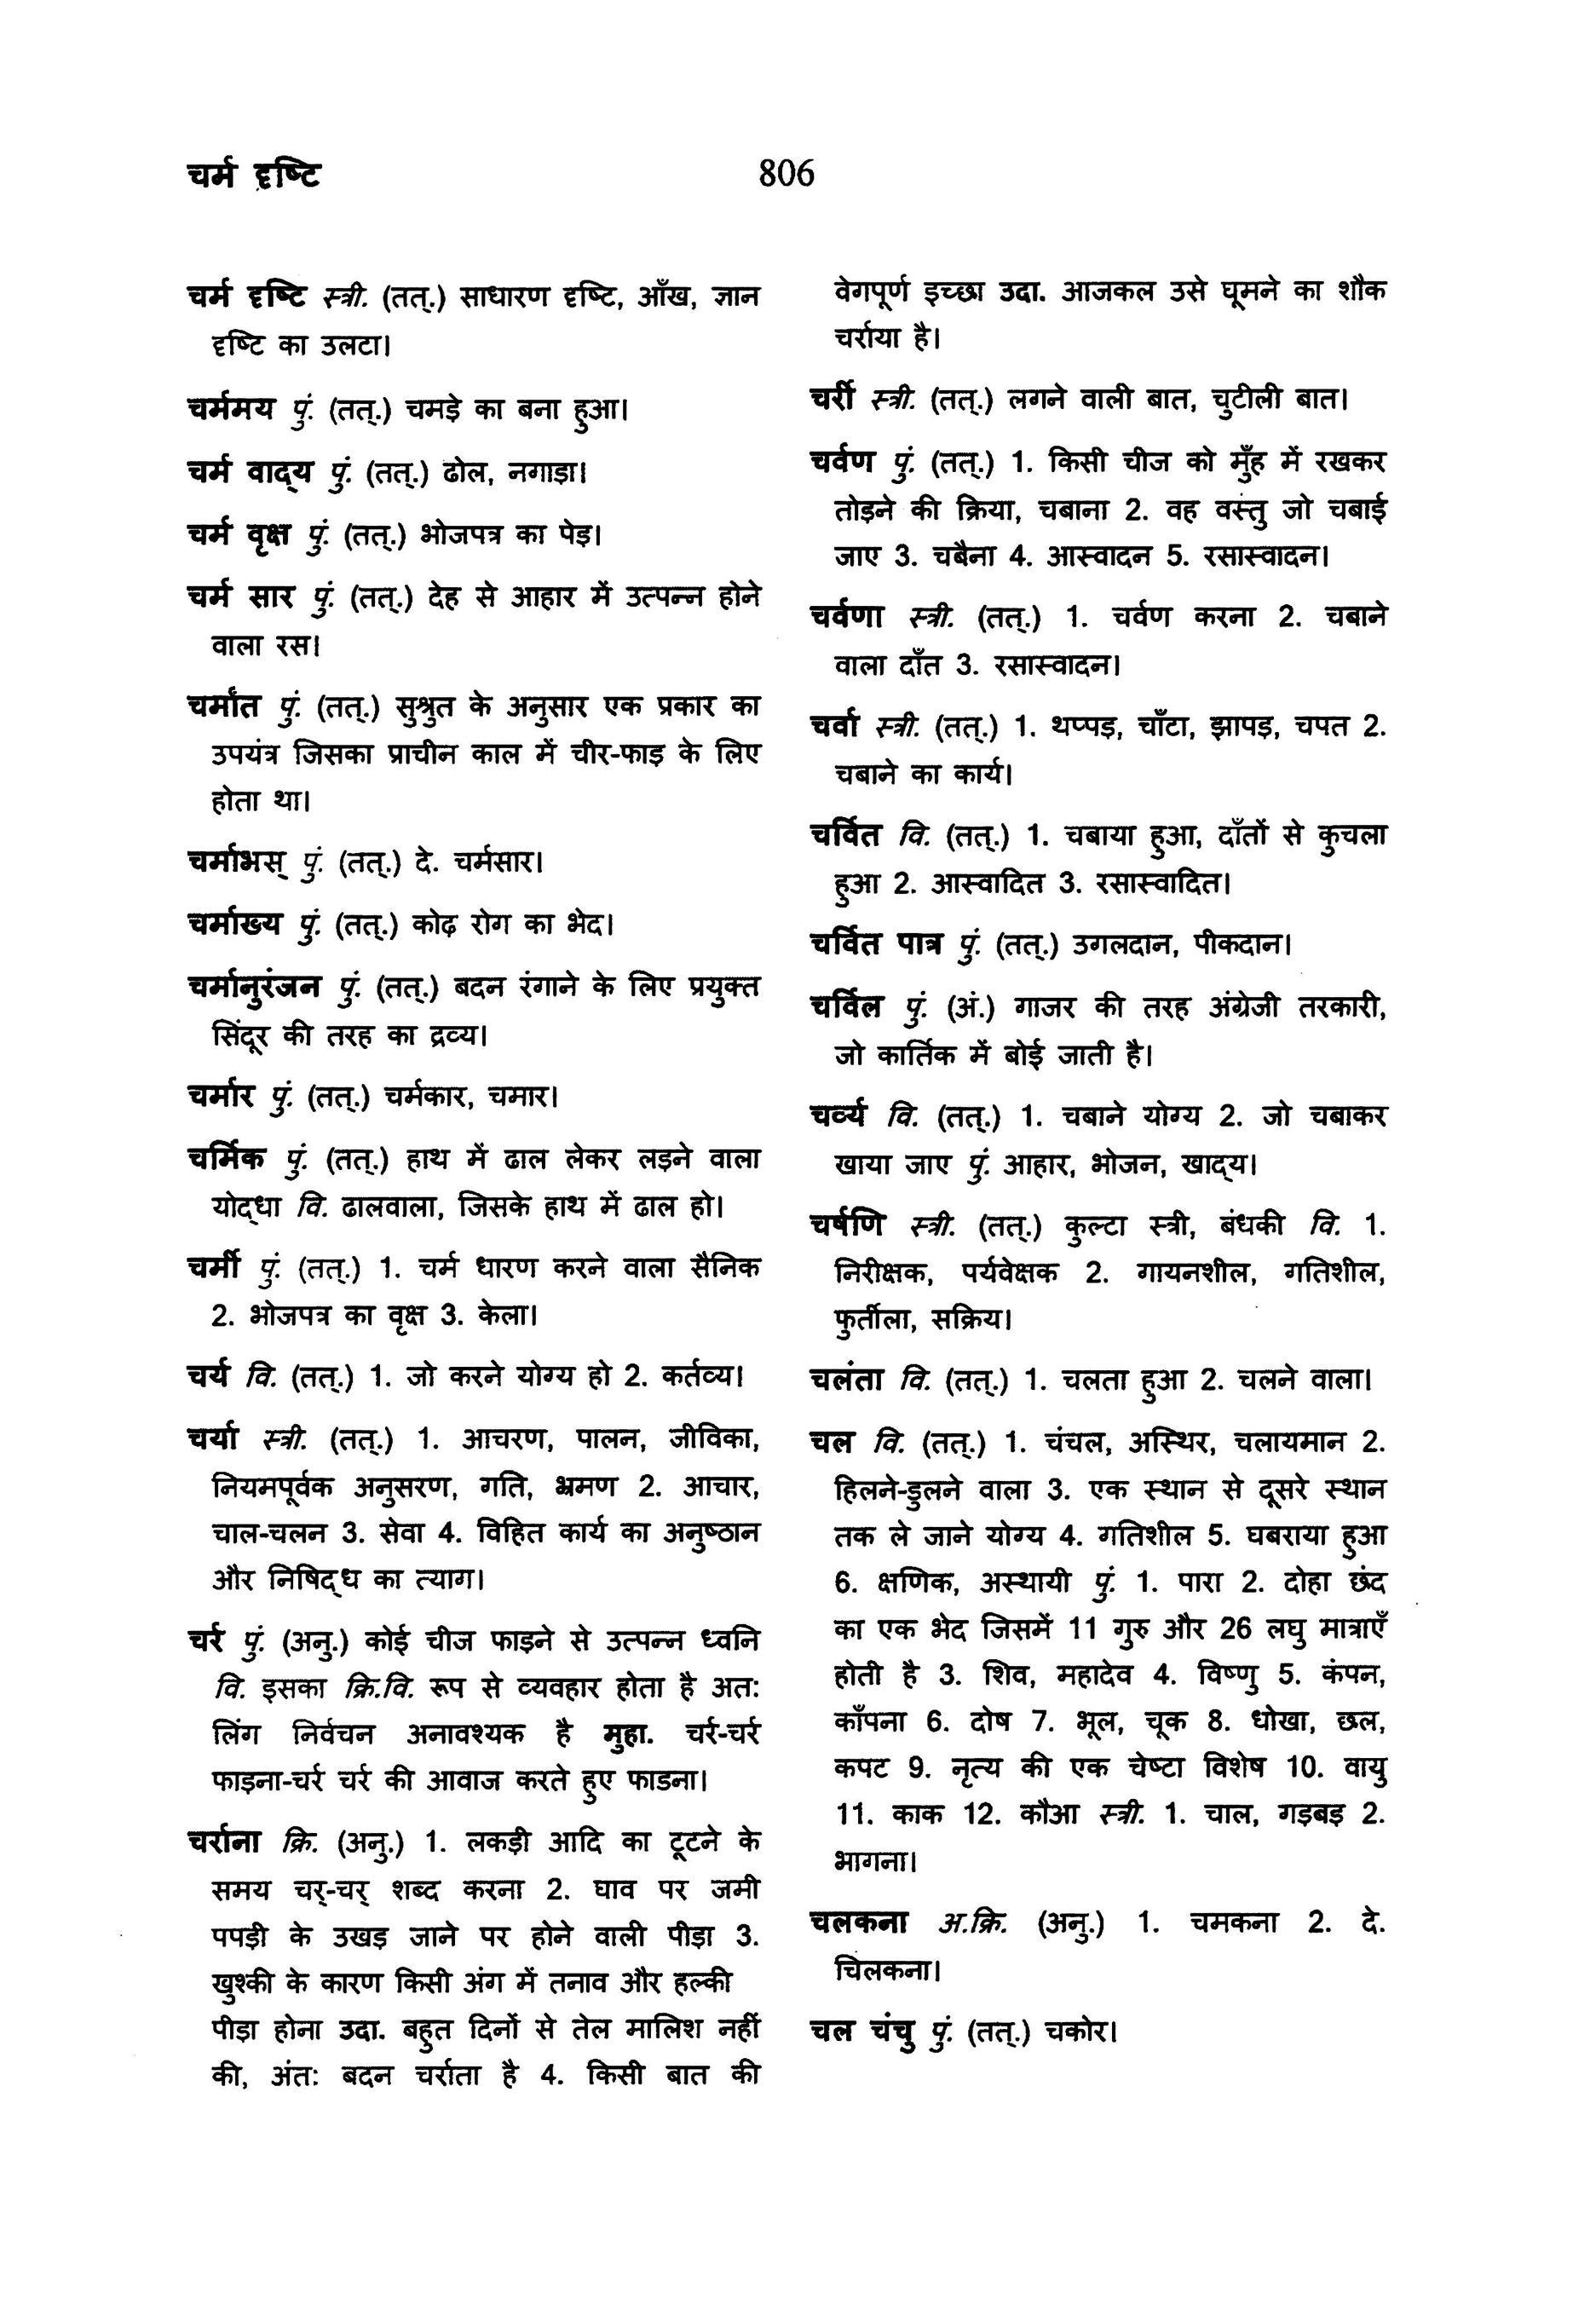 चर्म दृष्टि
806
चर्म दृष्टि स्त्री. (तत्.) साधारण दृष्टि, आँख, ज्ञान
दृष्टि का उलटा।
चर्ममय पुं. (तत्.) चमड़े का बना हुआ।
चर्म वाद्‌य पुं. (तत्.) ढोल, नगाड़ा।
चर्म वृक्ष पुं. (तत्.) भोजपत्र का पेड़।
चर्म सार पुं. (तत्.) देह से आहार में उत्पन्न होने
वाला रस।
चर्मांत पुं. (तत्.) सुश्रुत के अनुसार एक प्रकार का
उपयंत्र जिसका प्राचीन काल में चीर-फाड़ के लिए
होता था।
चर्माभस् पुं. (तत्.) दे. चर्मसार।
चर्माख्य पुं. (तत्.) कोढ़ रोग का भेद।
चर्मानुरंजन पुं. (तत्.) बदन रंगाने के लिए प्रयुक्त
सिंदूर की तरह का द्रव्य।
चर्मार पुं. (तत्.) चर्मकार, चमार।
चर्मिक पुं. (तत्.) हाथ में ढाल लेकर लड़ने वाला
योद्‌धा वि. ढालवाला, जिसके हाथ में ढाल हो।
चर्मी पुं. (तत्.) 1. चर्म धारण करने वाला सैनिक
2. भोजपत्र का वृक्ष 3. केला।
चर्य वि. (तत्.) 1. जो करने योग्य हो 2. कर्तव्य।
चर्या स्त्री. (तत्.) 1. आचरण, पालन, जीविका,
नियमपूर्वक अनुसरण, गति, भ्रमण 2. आचार,
चाल-चलन 3. सेवा 4. विहित कार्य का अनुष्ठान
और निषिद्‌ध का त्याग।
चर्र पुं. (अनु.) कोई चीज फाड़ने से उत्पन्न ध्वनि
वि. इसका क्रि.वि. रूप से व्यवहार होता है अत:
लिंग निर्वचन अनावश्यक है मुहा. चर्र-चर्र
फाड़ना-चर्र चर्र की आवाज करते हुए फाडना।
चर्राना क्रि. (अनु.) 1. लकड़ी आदि का टूटने के
समय चर्-चर् शब्द करना 2. घाव पर जमी
पपड़ी के उखड़ जाने पर होने वाली पीड़ा 3.
खुश्की के कारण किसी अंग में तनाव और हल्की
पीड़ा होना उदा. बहुत दिनों से तेल मालिश नहीं
की, अंत: बदन चर्राता है 4. किसी बात की
वेगपूर्ण इच्छा उदा. आजकल उसे घूमने का शौक
चर्राया है।
चर्री स्त्री. (तत्.) लगने वाली बात, चुटीली बात।
चर्वण पुं. (तत्.) 1. किसी चीज को मुँह में रखकर
तोड़ने की क्रिया, चबाना 2. वह वस्तु जो चबाई
जाए 3. चबैना 4. आस्वादन 5. रसास्वादन।
चर्वणा स्त्री. (तत्.) 1. चर्वण करना 2. चबाने
वाला दाँत 3. रसास्वादन।
चर्वा स्त्री. (तत्.) 1. थप्पड़, चाँटा, झापड़, चपत 2.
चबाने का कार्य।
चर्वित वि. (तत्.) 1. चबाया हुआ, दाँतों से कुचला
हुआ 2. आस्वादित 3. रसास्वादित।
चर्वित पात्र पुं. (तत्.) उगलदान, पीकदान।
चर्विल पुं. (अं.) गाजर की तरह अंग्रेजी तरकारी,
जो कार्तिक में बोई जाती है।
चर्व्य वि. (तत्.) 1. चबाने योग्य 2. जो चबाकर
खाया जाए पुं. आहार, भोजन, खाद्‌य।
चर्षणि स्त्री. (तत्.) कुल्टा स्त्री, बंधकी वि. 1.
निरीक्षक, पर्यवेक्षक 2. गायनशील, गतिशील,
फुर्तीला, सक्रिय।
चलंता वि. (तत्.) 1. चलता हुआ 2. चलने वाला।
चल वि. (तत्.) 1. चंचल, अस्थिर, चलायमान 2.
हिलने-डुलने वाला 3. एक स्थान से दूसरे स्थान
तक ले जाने योग्य 4. गतिशील 5. घबराया हुआ
6. क्षणिक, अस्थायी पुं. 1. पारा 2. दोहा छंद
का एक भेद जिसमें 11 गुरु और 26 लघु मात्राएँ
होती है 3. शिव, महादेव 4. विष्णु 5. कंपन,
काँपना 6. दोष 7. भूल, चूक 8. धोखा, छल,
कपट 9. नृत्य की एक चेष्टा विशेष 10. वायु
11. काक 12. कौआ स्त्री. 1. चाल, गड़बड़ 2.
भागना।
चलकना अ.क्रि. (अनु.) 1. चमकना 2. दे.
चिलकना।
चल चंचु पुं. (तत्.) चकोर।